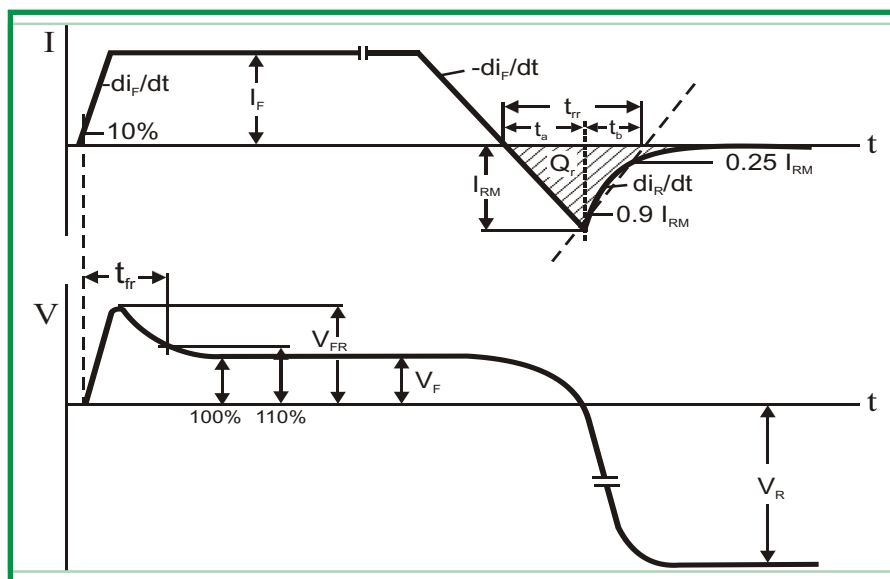 I
-di_F/dt
I_F
10%
-di_F/dt
t_rr
t_a
t_b
t
Q_r
I_RM
0.25 I_RM
di_R/dt
0.9 I_RM
t_fr
V
V_FR
V_F
100%
110%
t
V_R